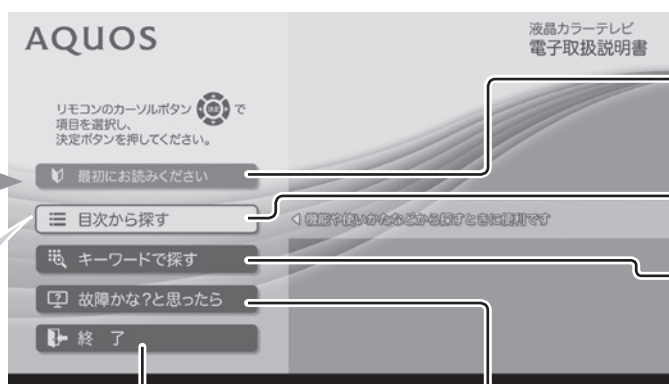 AQUOS
液晶カラーテレビ
電子取扱説明書
リモコンのカーソルボタン 決定 で
項目を選択し、
決定ボタンを押してください。
最初にお読みください
目次から探す
機能や使いかたなどから探すときに便利です
キーワードで探す
故障かな?と思ったら
終 了